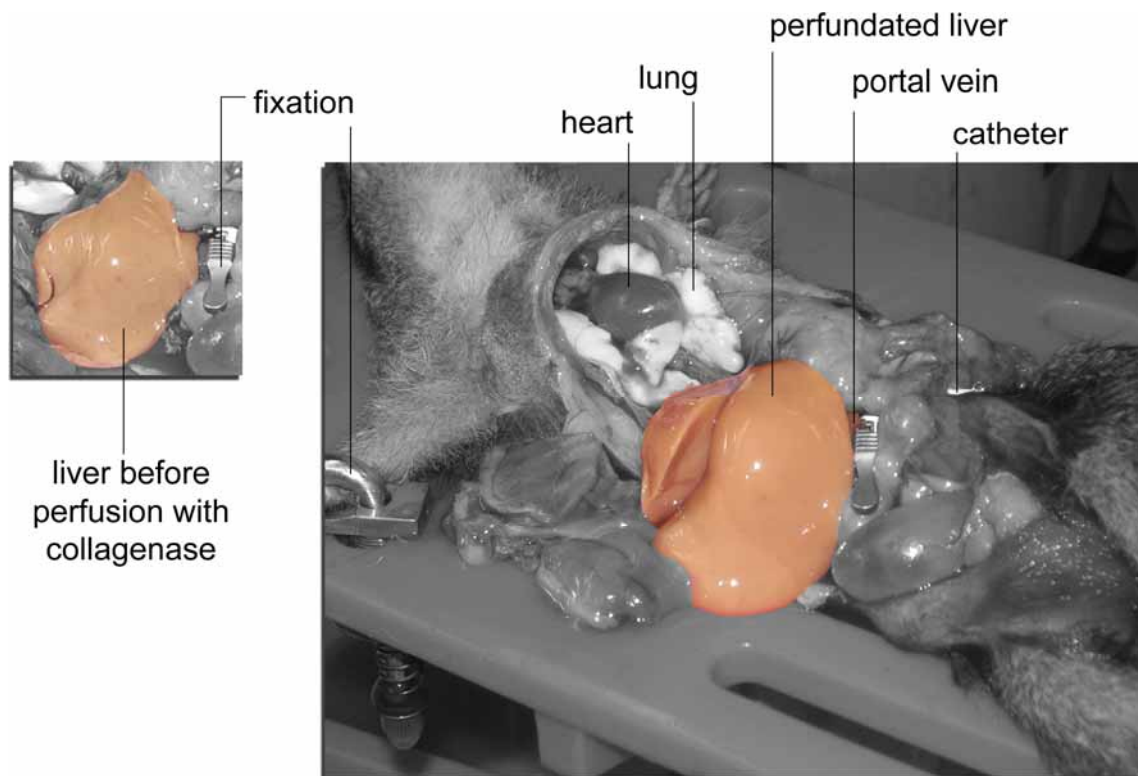 perfundated liver
lung
portal vein
fixation
heart
catheter
liver before
perfusion with
collagenase